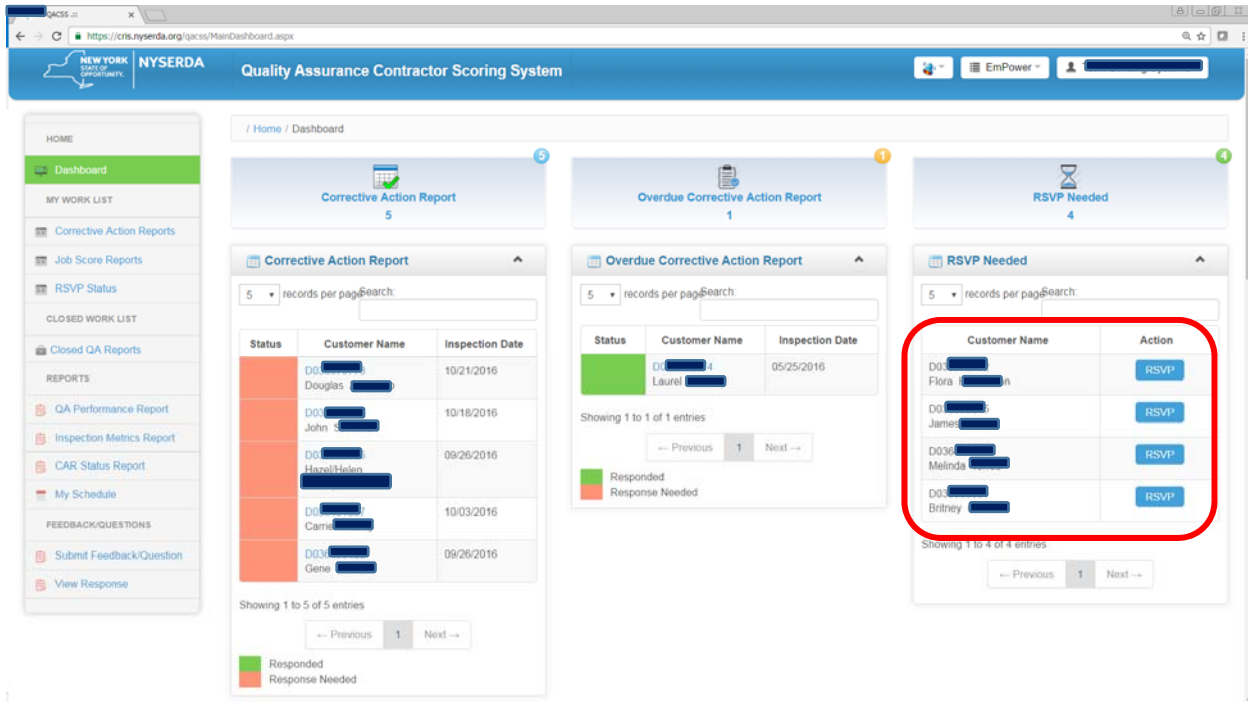 QACSS .::
https://cris.nyserda.org/qacss/MainDashboard.aspx
NEW YORK
STATE OF
OPPORTUNITY.
NYSERDA
Quality Assurance Contractor Scoring System
EmPower
HOME
Dashboard
MY WORK LIST
Corrective Action Reports
Job Score Reports
RSVP Status
CLOSED WORK LIST
Closed QA Reports
REPORTS
QA Performance Report
Inspection Metrics Report
CAR Status Report
My Schedule
FEEDBACK/QUESTIONS
Submit Feedback/Question
View Response
/ Home / Dashboard
5
Corrective Action Report
5
1
Overdue Corrective Action Report
1
4
RSVP Needed
4
Corrective Action Report
5 records per page Search:
Status Customer Name Inspection Date
10/21/2016
Douglas
D03 10/18/2016
John S
09/26/2016
Hazel/Helen
10/03/2016
Carrie
D036 09/26/2016
Gene
Showing 1 to 5 of 5 entries
← Previous 1 Next →
Responded
Response Needed
Overdue Corrective Action Report
5 records per page Search:
Status Customer Name Inspection Date
4 05/25/2016
Laurel
Showing 1 to 1 of 1 entries
← Previous 1 Next →
Responded
Response Needed
RSVP Needed
5 records per page Search:
Customer Name Action
D03 RSVP
Flora n
RSVP
James
D036 RSVP
Melinda
D03 RSVP
Britney
Showing 1 to 4 of 4 entries
← Previous 1 Next →